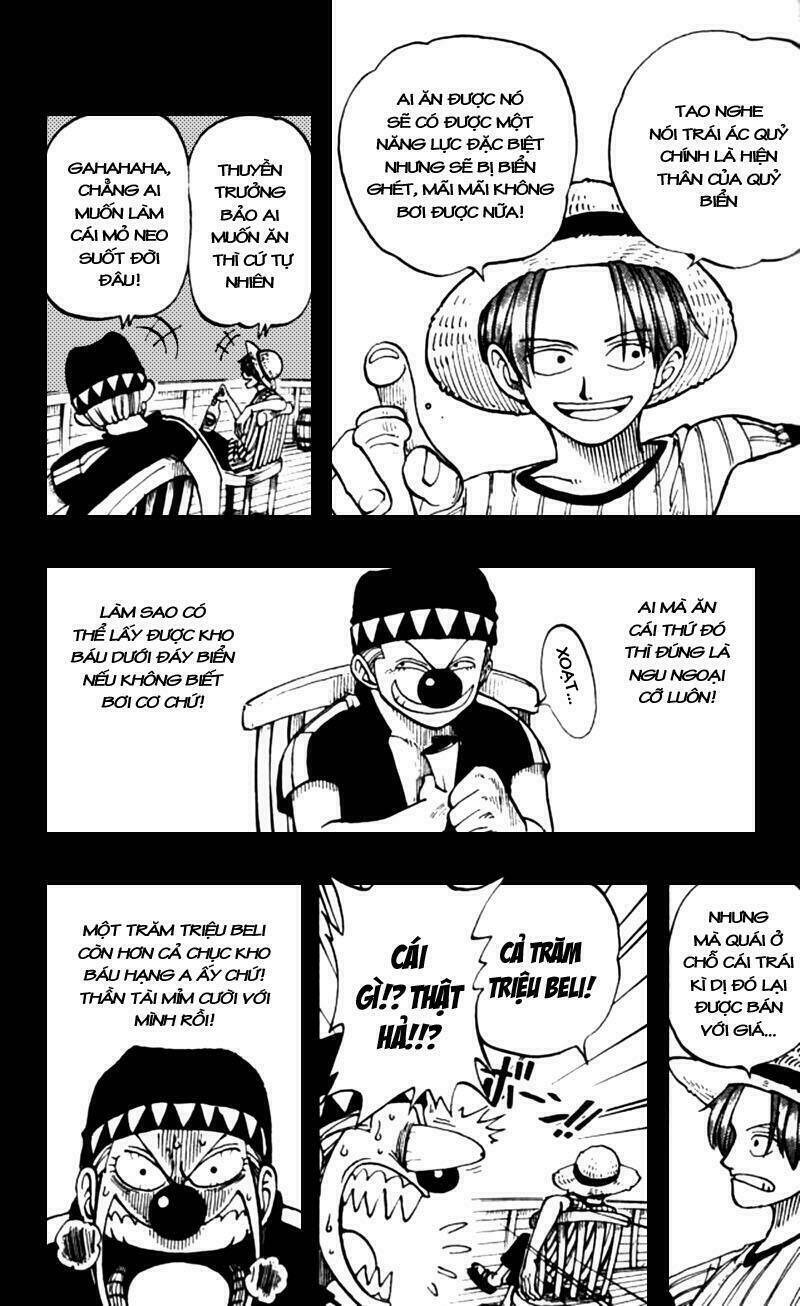 TAO NGHE
NÓI TRÁI ÁC QUỶ
CHÍNH LÀ HIỆN
THÂN CỦA QUỶ
BIỂN
AI ĂN ĐƯỢC NÓ
SẼ CÓ ĐƯỢC MỘT
NĂNG LỰC ĐẶC BIỆT
NHƯNG SẼ BỊ BIỂN
GHÉT, MÃI MÃI KHÔNG
BƠI ĐƯỢC NỮA!
THUYỀN
TRƯỞNG
BẢO AI
MUỐN ĂN
THÌ CỨ TỰ
NHIÊN
GAHAHAHA,
CHẲNG AI
MUỐN LÀM
CÁI MỎ NEO
SUỐT ĐỜI
ĐÂU!
AI MÀ ĂN
CÁI THỨ ĐÓ
THÌ ĐÚNG LÀ
NGU NGOẠI
CỠ LUÔN!
XOẠT...
LÀM SAO CÓ
THỂ LẤY ĐƯỢC KHO
BÁU DƯỚI ĐÁY BIỂN
NẾU KHÔNG BIẾT
BƠI CƠ CHỨ!
NHƯNG
MÀ QUÁI Ở
CHỖ CÁI TRÁI
KÌ DỊ ĐÓ LẠI
ĐƯỢC BÁN
VỚI GIÁ...
CẢ TRĂM
TRIỆU BELI!
CÁI
GÌ!? THẬT
HẢ!!?
MỘT TRĂM TRIỆU BELI
CÒN HƠN CẢ CHỤC KHO
BÁU HẠNG A ẤY CHỨ!
THẦN TÀI MỈM CƯỜI VỚI
MÌNH RỒI!